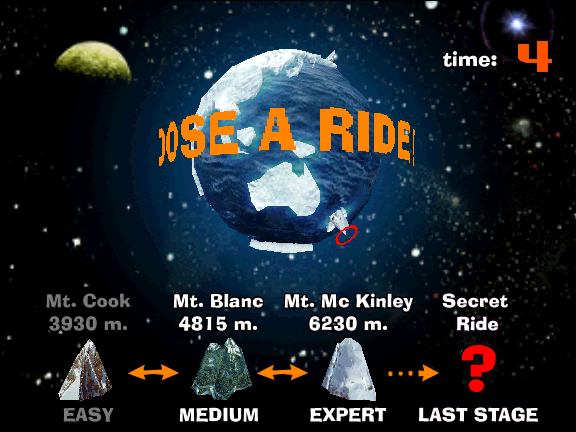 time: 4
OOSE A RIDE
Mt. Cook
3930 m.
Mt. Blanc
4815 m.
Mt. Mc Kinley
6230 m.
Secret
Ride
?
EASY
MEDIUM
EXPERT
LAST STAGE